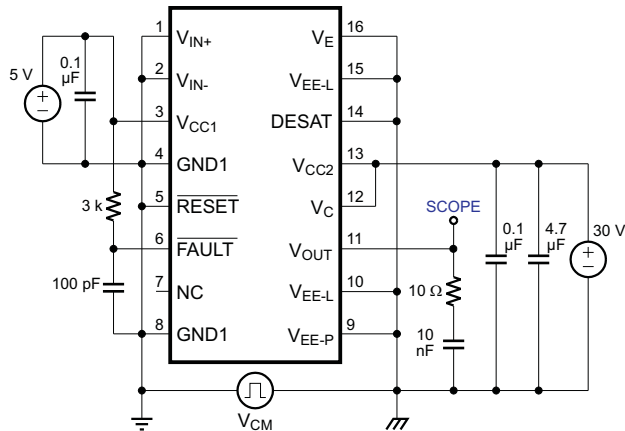 1 V_IN+ V_E 16
2 V_IN- V_EE-L 15
3 V_CC1 DESAT 14
4 GND1 V_CC2 13
5 RESET V_C 12
6 FAULT V_OUT 11
7 NC V_EE-L 10
8 GND1 V_EE-P 9
5 V
0.1
µF
3 k
100 pF
SCOPE
10 Ω
10
nF
0.1
µF
4.7
µF
30 V
V_CM